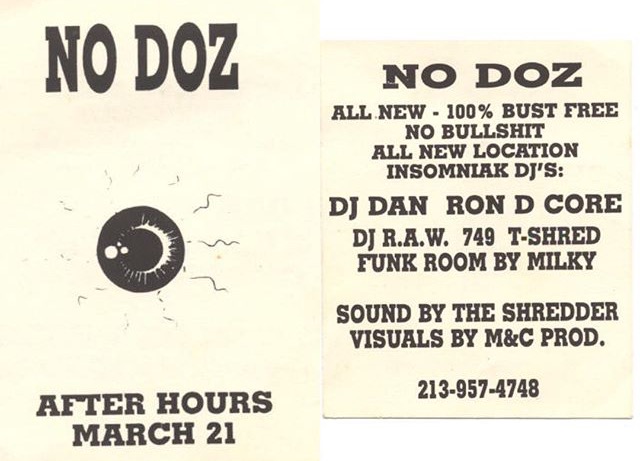 NO DOZ
AFTER HOURS
MARCH 21
NO DOZ
ALL NEW - 100% BUST FREE
NO BULLSHIT
ALL NEW LOCATION
INSOMNIAK DJ'S:
DJ DAN RON D CORE
DJ R.A.W. 749 T-SHRED
FUNK ROOM BY MILKY
SOUND BY THE SHREDDER
VISUALS BY M&C PROD.
213-957-4748